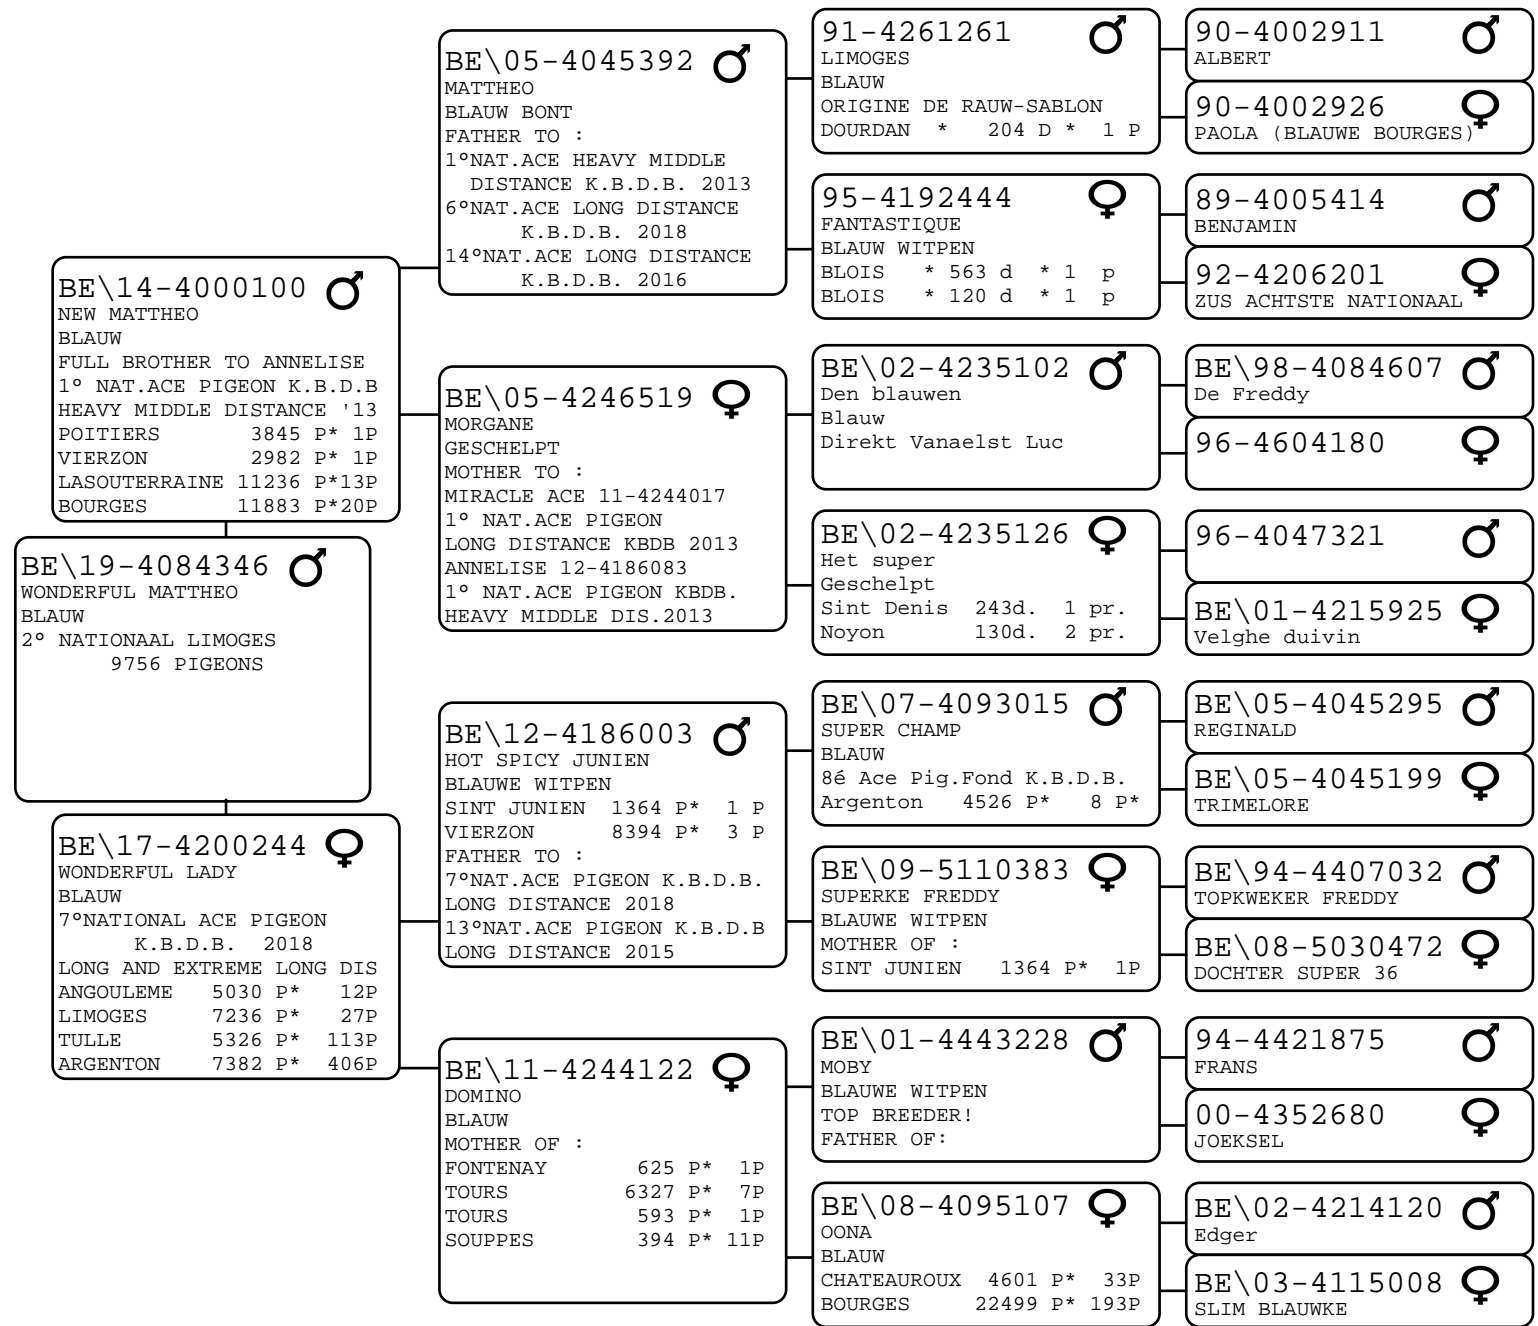 BE\19-4084346
WONDERFUL MATTHEO
BLAUW
2° NATIONAAL LIMOGES
9756 PIGEONS
BE\14-4000100
NEW MATTHEO
BLAUW
FULL BROTHER TO ANNELISE
1° NAT.ACE PIGEON K.B.D.B
HEAVY MIDDLE DISTANCE '13
POITIERS 3845 P* 1P
VIERZON 2982 P* 1P
LASOUTERRAINE 11236 P*13P
BOURGES 11883 P*20P
BE\17-4200244
WONDERFUL LADY
BLAUW
7°NATIONAL ACE PIGEON
K.B.D.B. 2018
LONG AND EXTREME LONG DIS
ANGOULEME 5030 P* 12P
LIMOGES 7236 P* 27P
TULLE 5326 P* 113P
ARGENTON 7382 P* 406P
BE\05-4045392
MATTHEO
BLAUW BONT
FATHER TO :
1°NAT.ACE HEAVY MIDDLE
DISTANCE K.B.D.B. 2013
6°NAT.ACE LONG DISTANCE
K.B.D.B. 2018
14°NAT.ACE LONG DISTANCE
K.B.D.B. 2016
BE\05-4246519
MORGANE
GESCHELPT
MOTHER TO :
MIRACLE ACE 11-4244017
1° NAT.ACE PIGEON
LONG DISTANCE KBDB 2013
ANNELISE 12-4186083
1° NAT.ACE PIGEON KBDB.
HEAVY MIDDLE DIS.2013
BE\12-4186003
HOT SPICY JUNIEN
BLAUWE WITPEN
SINT JUNIEN 1364 P* 1 P
VIERZON 8394 P* 3 P
FATHER TO :
7°NAT.ACE PIGEON K.B.D.B.
LONG DISTANCE 2018
13°NAT.ACE PIGEON K.B.D.B
LONG DISTANCE 2015
BE\11-4244122
DOMINO
BLAUW
MOTHER OF :
FONTENAY 625 P* 1P
TOURS 6327 P* 7P
TOURS 593 P* 1P
SOUPPES 394 P* 11P
91-4261261
LIMOGES
BLAUW
ORIGINE DE RAUW-SABLON
DOURDAN * 204 D * 1 P
95-4192444
FANTASTIQUE
BLAUW WITPEN
BLOIS * 563 d * 1 p
BLOIS * 120 d * 1 p
BE\02-4235102
Den blauwen
Blauw
Direkt Vanaelst Luc
BE\02-4235126
Het super
Geschelpt
Sint Denis 243d. 1 pr.
Noyon 130d. 2 pr.
BE\07-4093015
SUPER CHAMP
BLAUW
8é Ace Pig.Fond K.B.D.B.
Argenton 4526 P* 8 P*
BE\09-5110383
SUPERKE FREDDY
BLAUWE WITPEN
MOTHER OF :
SINT JUNIEN 1364 P* 1P
BE\01-4443228
MOBY
BLAUWE WITPEN
TOP BREEDER!
FATHER OF:
BE\08-4095107
OONA
BLAUW
CHATEAUROUX 4601 P* 33P
BOURGES 22499 P* 193P
90-4002911
ALBERT
90-4002926
PAOLA (BLAUWE BOURGES)
89-4005414
BENJAMIN
92-4206201
ZUS ACHTSTE NATIONAAL
BE\98-4084607
De Freddy
96-4604180
96-4047321
BE\01-4215925
Velghe duivin
BE\05-4045295
REGINALD
BE\05-4045199
TRIMELORE
BE\94-4407032
TOPKWEKER FREDDY
BE\08-5030472
DOCHTER SUPER 36
94-4421875
FRANS
00-4352680
JOEKSEL
BE\02-4214120
Edger
BE\03-4115008
SLIM BLAUWKE